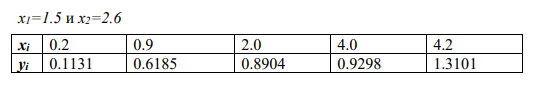 x1=1.5 и x2=2.6
xi 0.2 0.9 2.0 4.0 4.2
yi 0.1131 0.6185 0.8904 0.9298 1.3101